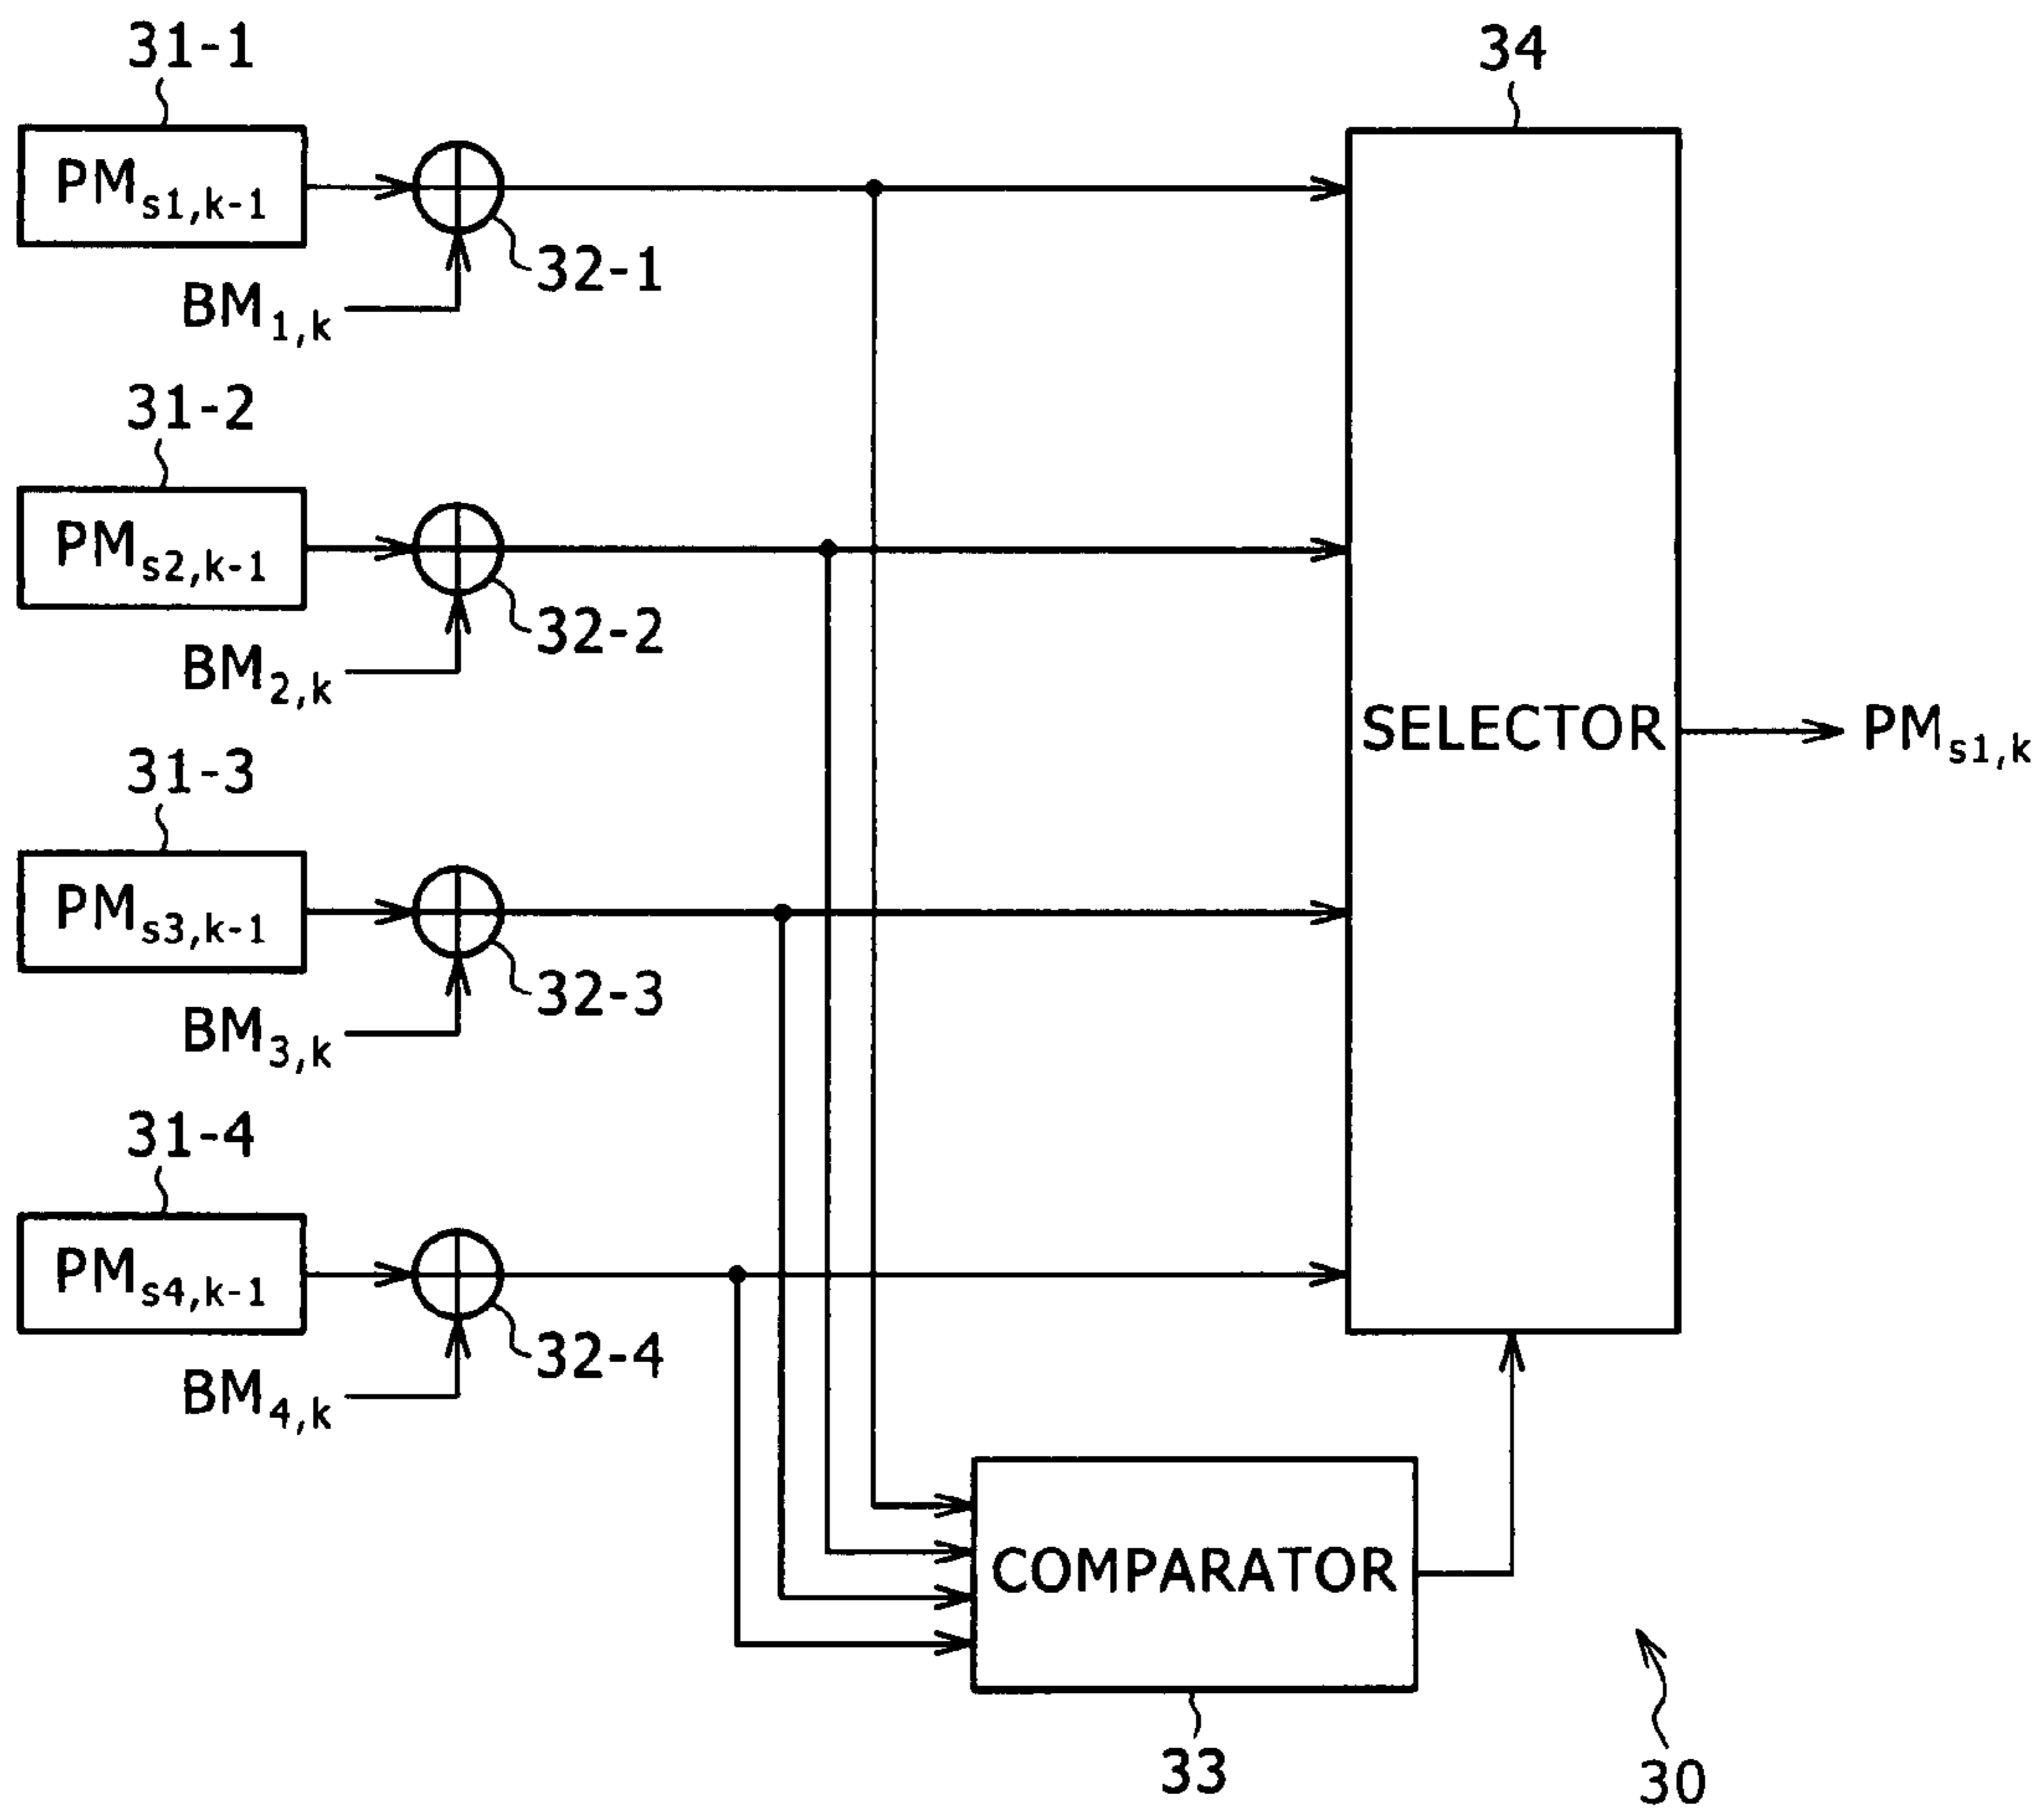 31-1
34
PMs1,k-1
32-1
BM1,k
31-2
PMs2,k-1
32-2
BM2,k
SELECTOR
PMs1,k
31-3
PMs3,k-1
32-3
BM3,k
31-4
PMs4,k-1
32-4
BM4,k
COMPARATOR
33
30